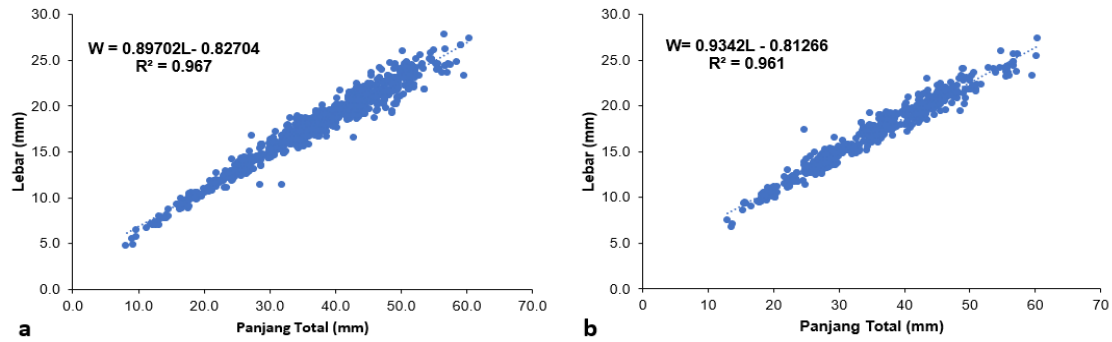 30.0
25.0
20.0
15.0
10.0
5.0
0.0
Lebar (mm)
W = 0.89702L- 0.82704
R² = 0.967
0.0 10.0 20.0 30.0 40.0 50.0 60.0 70.0
Panjang Total (mm)
a
30.0
25.0
20.0
15.0
10.0
5.0
0.0
Lebar (mm)
W= 0.9342L - 0.81266
R² = 0.961
0 10 20 30 40 50 60 70
Panjang Total (mm)
b